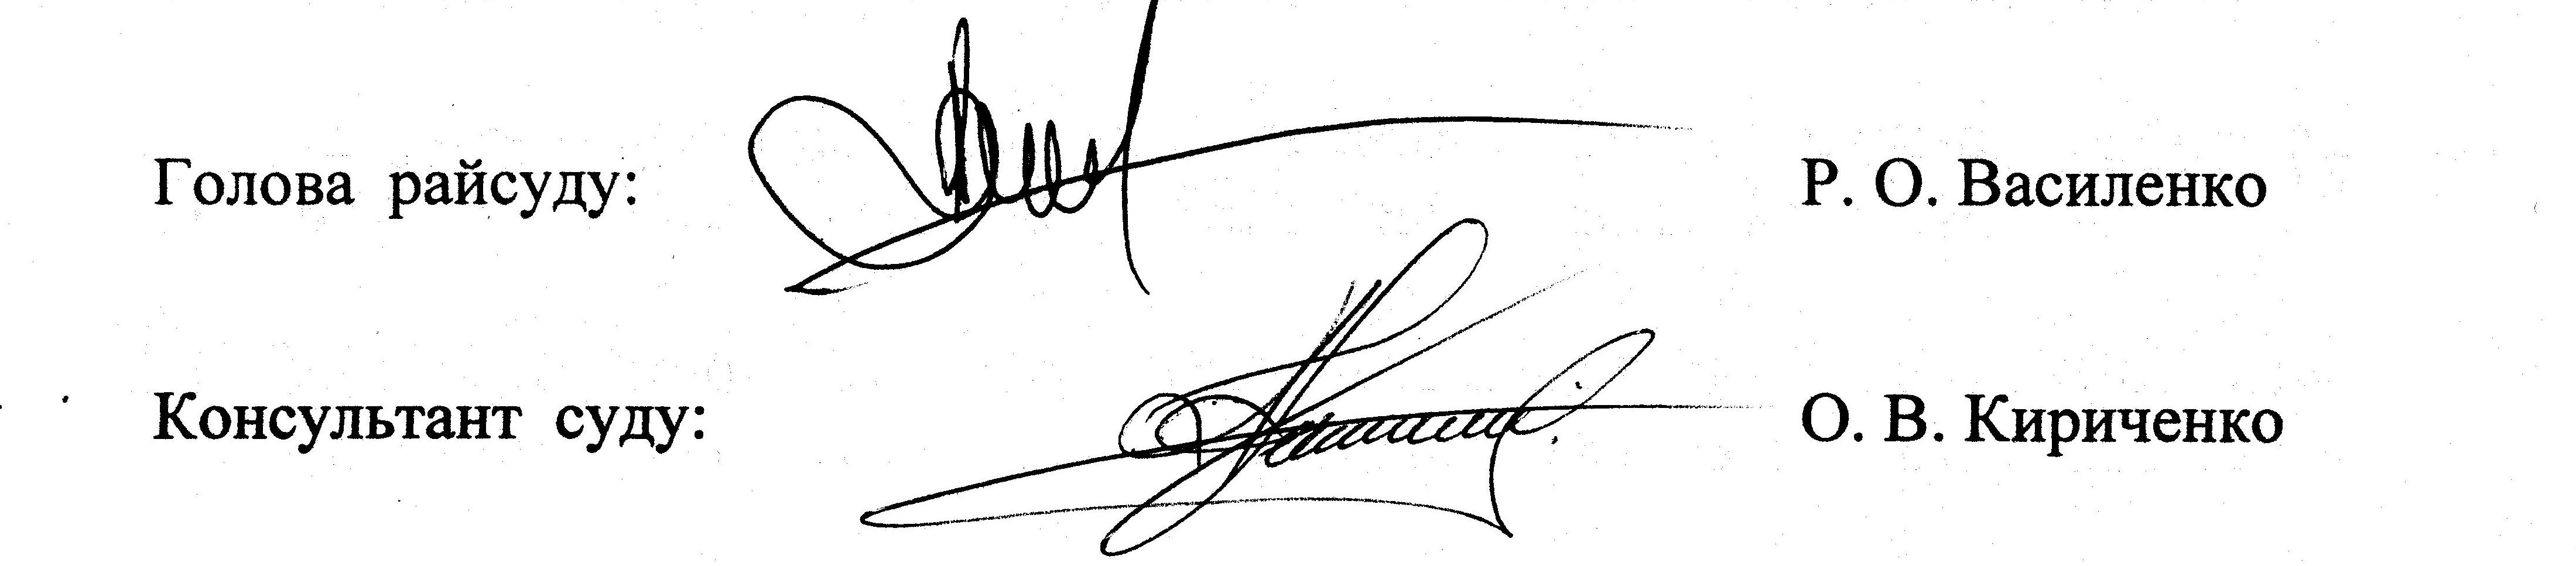 Голова райсуду: Р. О. Василенко
Консультант суду: О. В. Кириченко